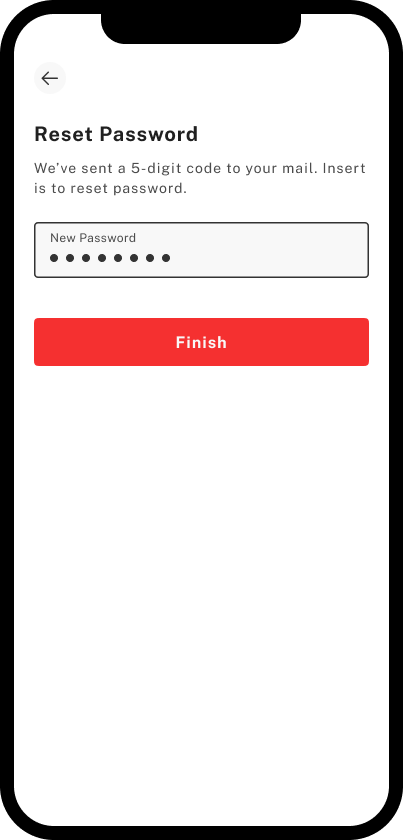 Reset Password
We’ve sent a 5-digit code to your mail. Insert
is to reset password.
New Password
Finish